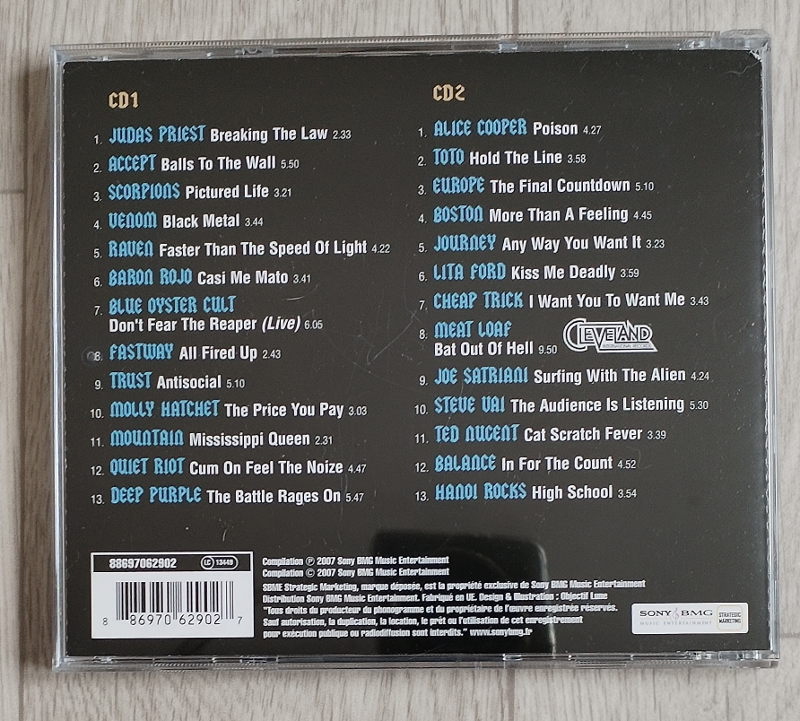 CD1
1. JUDAS PRIEST Breaking The Law 2.33
2. ACCEPT Balls To The Wall 5.50
3. SCORPIONS Pictured Life 3.21
4. VENOM Black Metal 3.44
5. RAVEN Faster Than The Speed Of Light 4.22
6. BARON ROJO Casi Me Mato 3.41
7. BLUE OYSTER CULT
Don't Fear The Reaper (Live) 6.05
8. FASTWAY All Fired Up 2.43
9. TRUST Antisocial 5.10
10. MOLLY HATCHET The Price You Pay 3.03
11. MOUNTAIN Mississippi Queen 2.31
12. QUIET RIOT Cum On Feel The Noize 4.47
13. DEEP PURPLE The Battle Rages On 5.47
CD2
1. ALICE COOPER Poison 4.27
2. TOTO Hold The Line 3.58
3. EUROPE The Final Countdown 5.10
4. BOSTON More Than A Feeling 4.45
5. JOURNEY Any Way You Want It 3.23
6. LITA FORD Kiss Me Deadly 3.59
7. CHEAP TRICK I Want You To Want Me 3.43
8. MEAT LOAF
Bat Out Of Hell 9.50
CLEVELAND
INTERNATIONAL RECORDS
9. JOE SATRIANI Surfing With The Alien 4.24
10. STEVE VAI The Audience Is Listening 5.30
11. TED NUGENT Cat Scratch Fever 3.39
12. BALANCE In For The Count 4.52
13. HANOI ROCKS High School 3.54
88697062902
LC 13449
8 86970 62902 7
Compilation ℗ 2007 Sony BMG Music Entertainment
Compilation © 2007 Sony BMG Music Entertainment
SBME Strategic Marketing, marque déposée, est la propriété exclusive de Sony BMG Music Entertainment
Distribution Sony BMG Music Entertainment. Fabriqué en UE. Design & Illustration : Objectif Lune
"Tous droits du producteur du phonogramme et du propriétaire de l'œuvre enregistrée réservés.
Sauf autorisation, la duplication, la location, le prêt ou l'utilisation de cet enregistrement
pour exécution publique ou radiodiffusion sont interdits." www.sonybmg.fr
SONY BMG
MUSIC ENTERTAINMENT
STRATEGIC
MARKETING